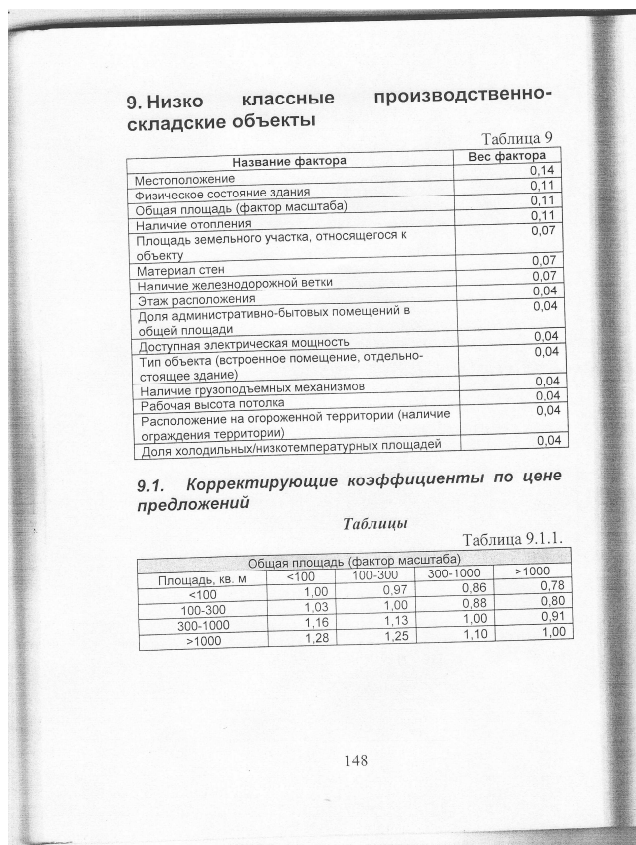 9. Низко классные производственно-
складские объекты
Таблица 9
Название фактора Вес фактора
Местоположение 0,14
Физическое состояние здания 0,11
Общая площадь (фактор масштаба) 0,11
Наличие отопления 0,11
Площадь земельного участка, относящегося к 0,07
объекту
Материал стен 0,07
Наличие железнодорожной ветки 0,07
Этаж расположения 0,04
Доля административно-бытовых помещений в 0,04
общей площади
Доступная электрическая мощность 0,04
Тип объекта (встроенное помещение, отдельно- 0,04
стоящее здание)
Наличие грузоподъемных механизмов 0,04
Рабочая высота потолка 0,04
Расположение на огороженной территории (наличие 0,04
ограждения территории)
Доля холодильных/низкотемпературных площадей 0,04
9.1. Корректирующие коэффициенты по цене
предложений
Таблицы
Таблица 9.1.1.
Общая площадь (фактор масштаба)
Площадь, кв. м <100 100-300 300-1000 >1000
<100 1,00 0,97 0,86 0,78
100-300 1,03 1,00 0,88 0,80
300-1000 1,16 1,13 1,00 0,91
>1000 1,28 1,25 1,10 1,00
148